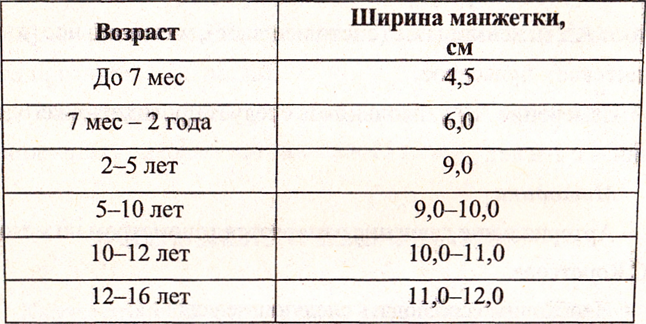 Возраст Ширина манжетки,
см
До 7 мес 4,5
7 мес – 2 года 6,0
2–5 лет 9,0
5–10 лет 9,0–10,0
10–12 лет 10,0–11,0
12–16 лет 11,0–12,0